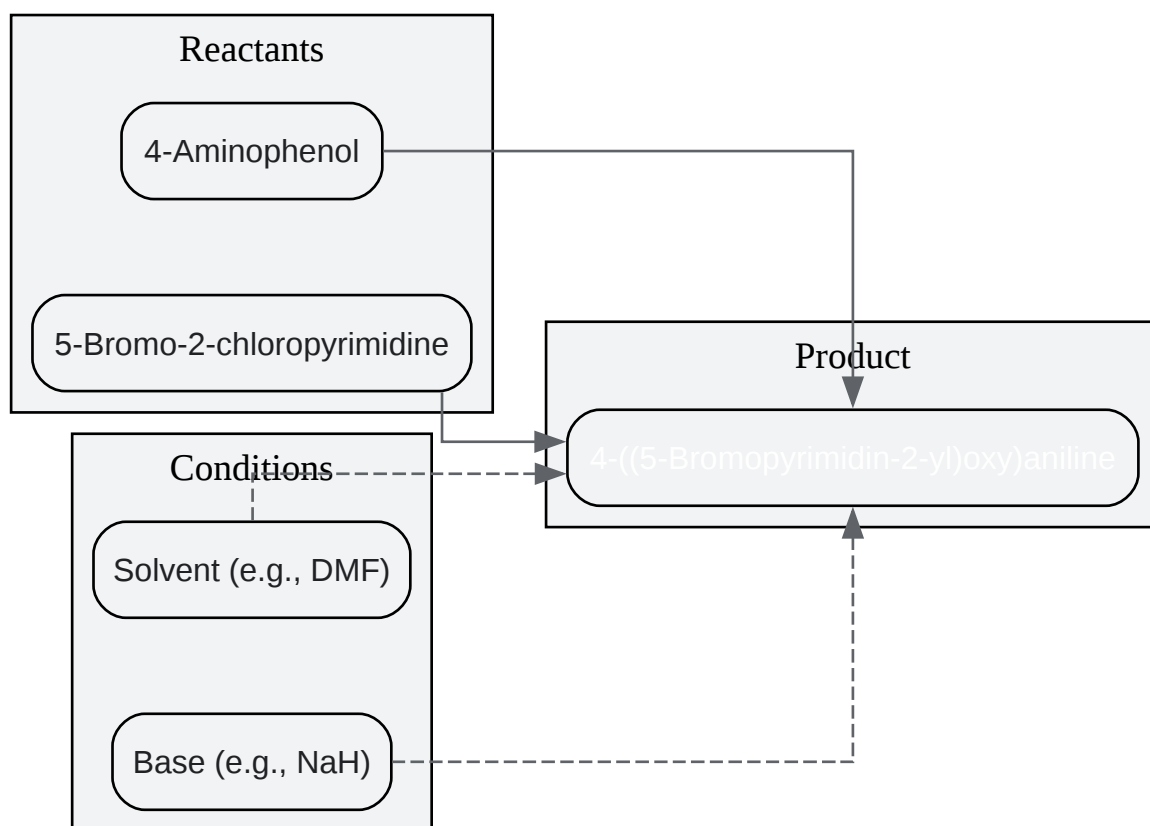 Reactants
4-Aminophenol
5-Bromo-2-chloropyrimidine
Product
4-((5-Bromopyrimidin-2-yl)oxy)aniline
Conditions
Solvent (e.g., DMF)
Base (e.g., NaH)